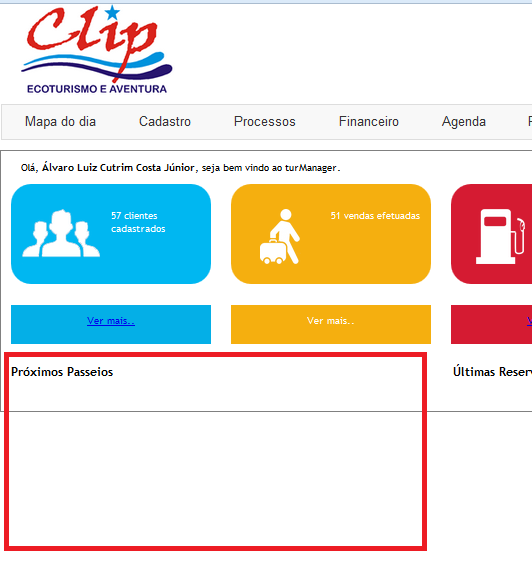 Clip
ECOTURISMO E AVENTURA
Mapa do dia Cadastro Processos Financeiro Agenda
Olá, Álvaro Luiz Cutrim Costa Júnior, seja bem vindo ao turManager.
57 clientes
cadastrados
51 vendas efetuadas
Ver mais.. Ver mais..
Próximos Passeios Últimas Reser